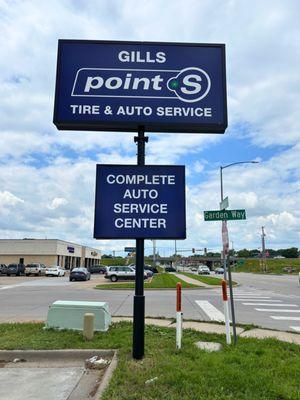 GILLS
point S
TIRE & AUTO SERVICE
COMPLETE
AUTO
SERVICE
CENTER
Garden Way